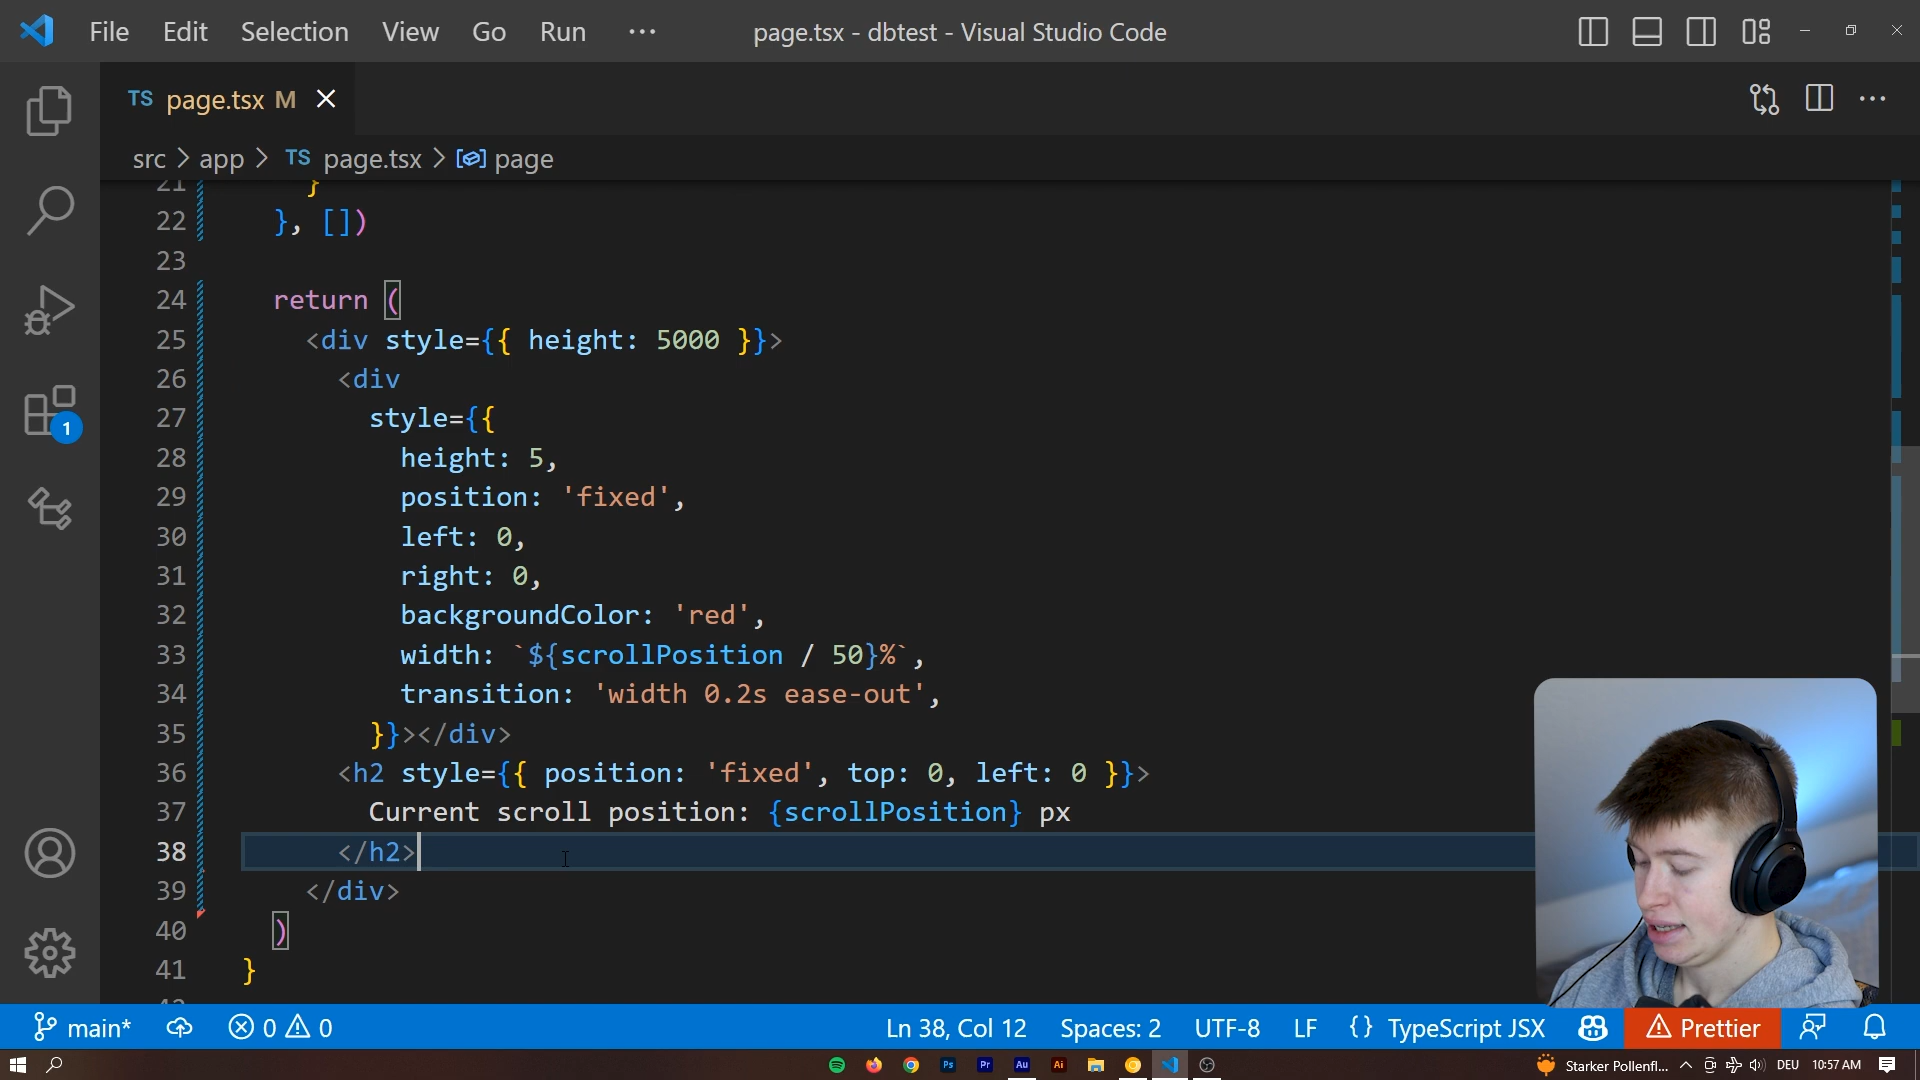 File Edit Selection View Go Run ···
page.tsx - dbtest - Visual Studio Code
TS page.tsx M
src > app > TS page.tsx > page
21 }
22 }, [])
23
24 return (
25 <div style={{ height: 5000 }}>
26 <div
27 style={{
28 height: 5,
29 position: 'fixed',
30 left: 0,
31 right: 0,
32 backgroundColor: 'red',
33 width: `${scrollPosition / 50}%`,
34 transition: 'width 0.2s ease-out',
35 }}></div>
36 <h2 style={{ position: 'fixed', top: 0, left: 0 }}>
37 Current scroll position: {scrollPosition} px
38 </h2>
39 </div>
40 )
41 }
1
main* 0 0 Ln 38, Col 12 Spaces: 2 UTF-8 LF {} TypeScript JSX Prettier
Ps Pr Au Ai Starker Pollenfl... DEU 10:57 AM